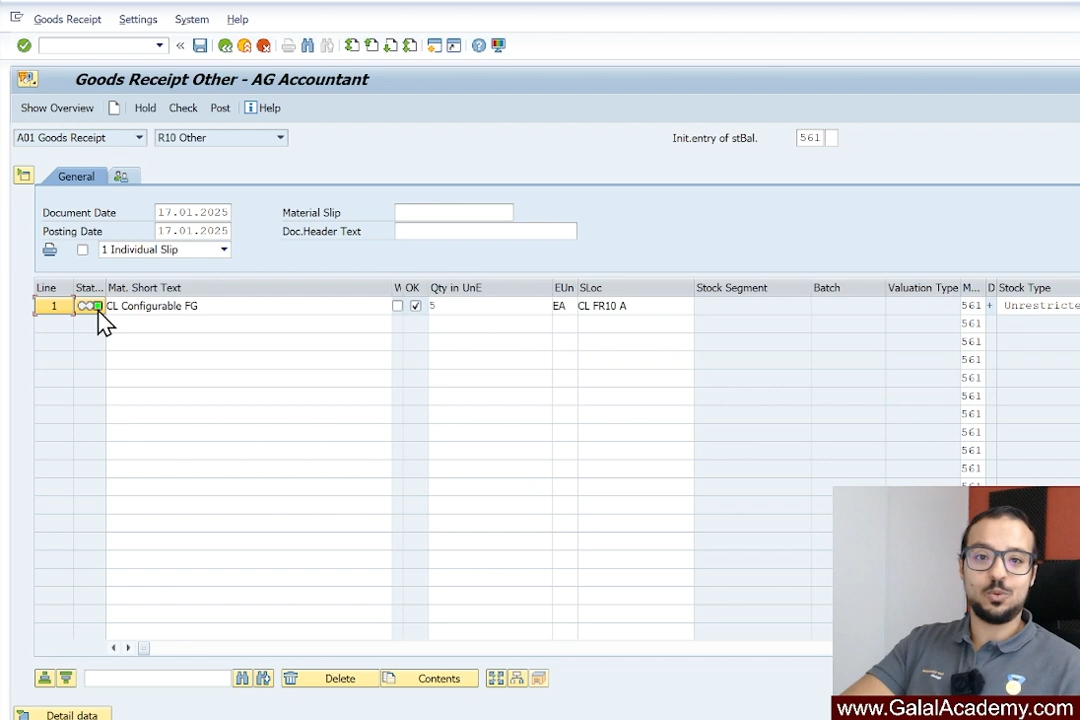 Goods Receipt Settings System Help
Goods Receipt Other - AG Accountant
Show Overview Hold Check Post Help
A01 Goods Receipt R10 Other Init.entry of stBal. 561
General
Document Date 17.01.2025 Material Slip
Posting Date 17.01.2025 Doc.Header Text
1 Individual Slip
Line Stat... Mat. Short Text W OK Qty in UnE EUn SLoc Stock Segment Batch Valuation Type M... D Stock Type
1 CL Configurable FG 5 EA CL FR10 A 561 + Unrestricte
561
561
561
561
561
561
561
561
561
561
Delete Contents
Detail data
www.GalalAcademy.com